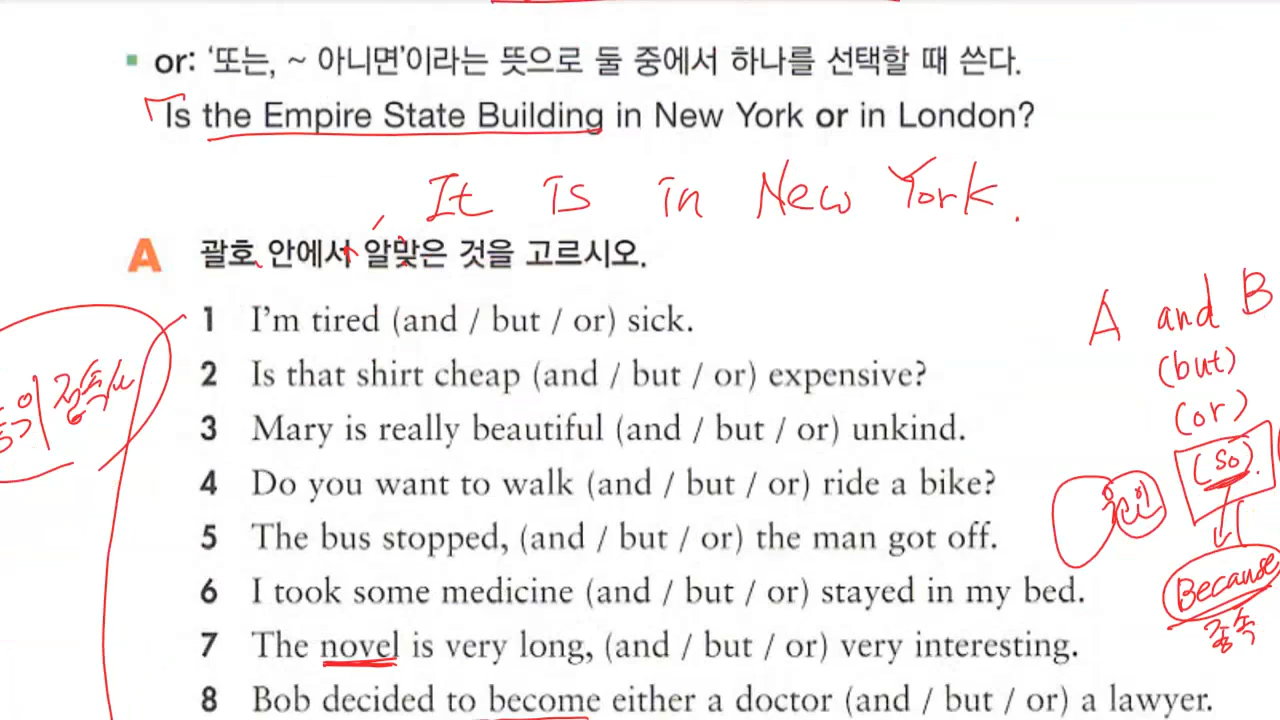 ▪ or: ‘또는, ~ 아니면’이라는 뜻으로 둘 중에서 하나를 선택할 때 쓴다.
Is the Empire State Building in New York or in London?
It is in New York.
A 괄호 안에서 알맞은 것을 고르시오.
1 I’m tired (and / but / or) sick.
2 Is that shirt cheap (and / but / or) expensive?
3 Mary is really beautiful (and / but / or) unkind.
4 Do you want to walk (and / but / or) ride a bike?
5 The bus stopped, (and / but / or) the man got off.
6 I took some medicine (and / but / or) stayed in my bed.
7 The novel is very long, (and / but / or) very interesting.
8 Bob decided to become either a doctor (and / but / or) a lawyer.
A and B
(but)
(or)
(So)
원인
Because
종속